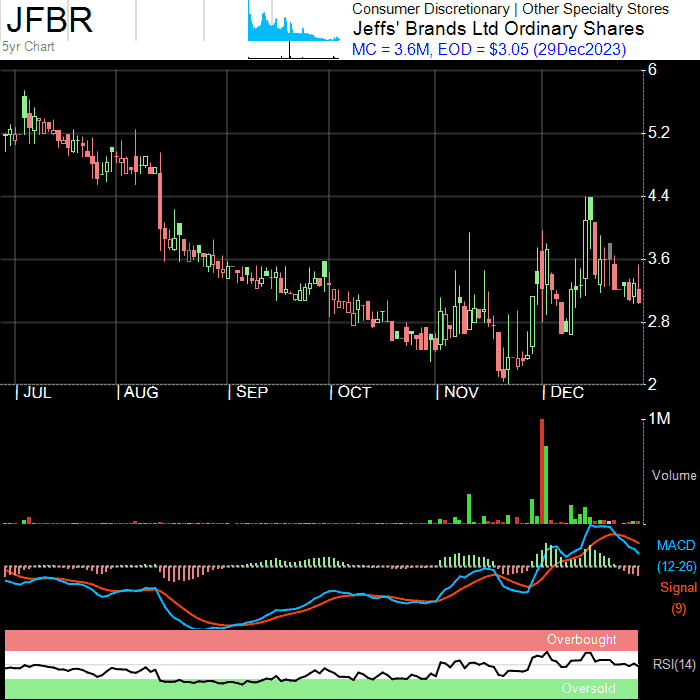 JFBR
5yr Chart
Consumer Discretionary | Other Specialty Stores
Jeffs' Brands Ltd Ordinary Shares
MC = 3.6M, EOD = $3.05 (29Dec2023)
6
5.2
4.4
3.6
2.8
2
JUL AUG SEP OCT NOV DEC
1M
Volume
MACD
(12-26)
Signal
(9)
Overbought
RSI(14)
Oversold